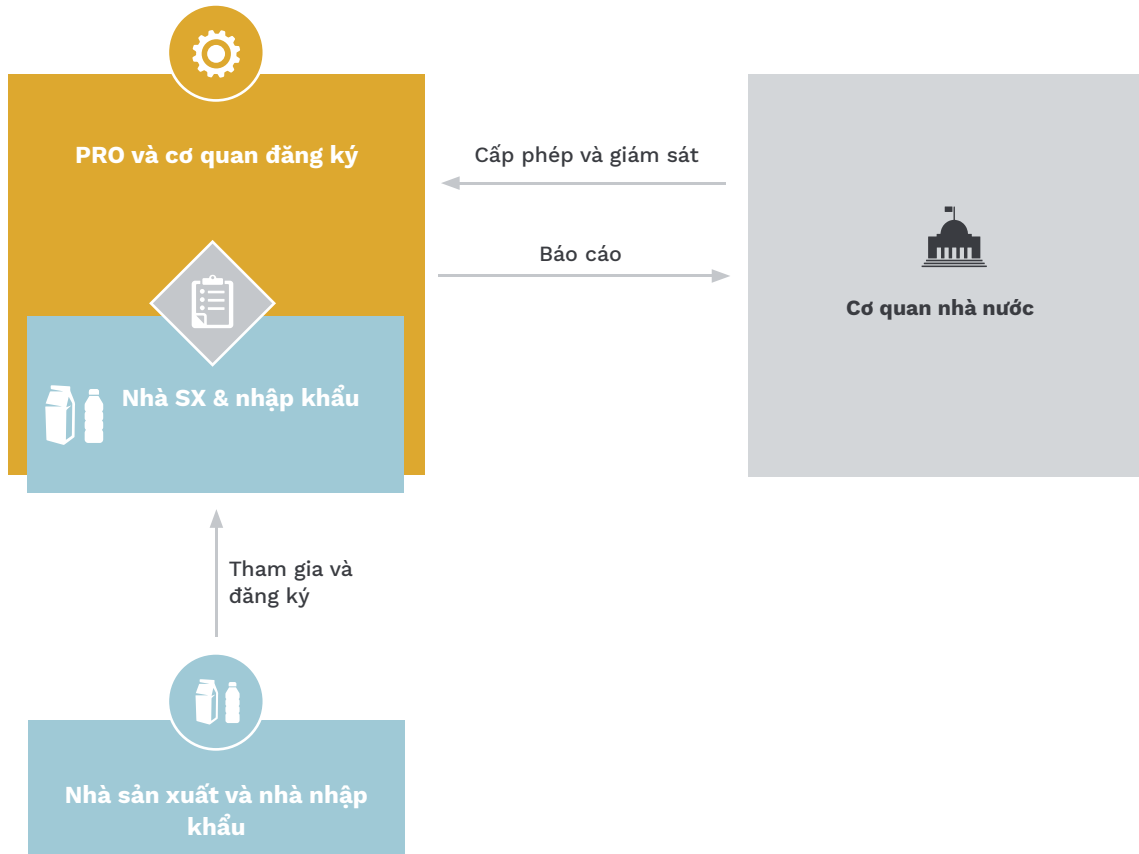 PRO và cơ quan đăng ký
Cấp phép và giám sát
Báo cáo
Cơ quan nhà nước
Nhà SX & nhập khẩu
Tham gia và
đăng ký
Nhà sản xuất và nhà nhập
khẩu